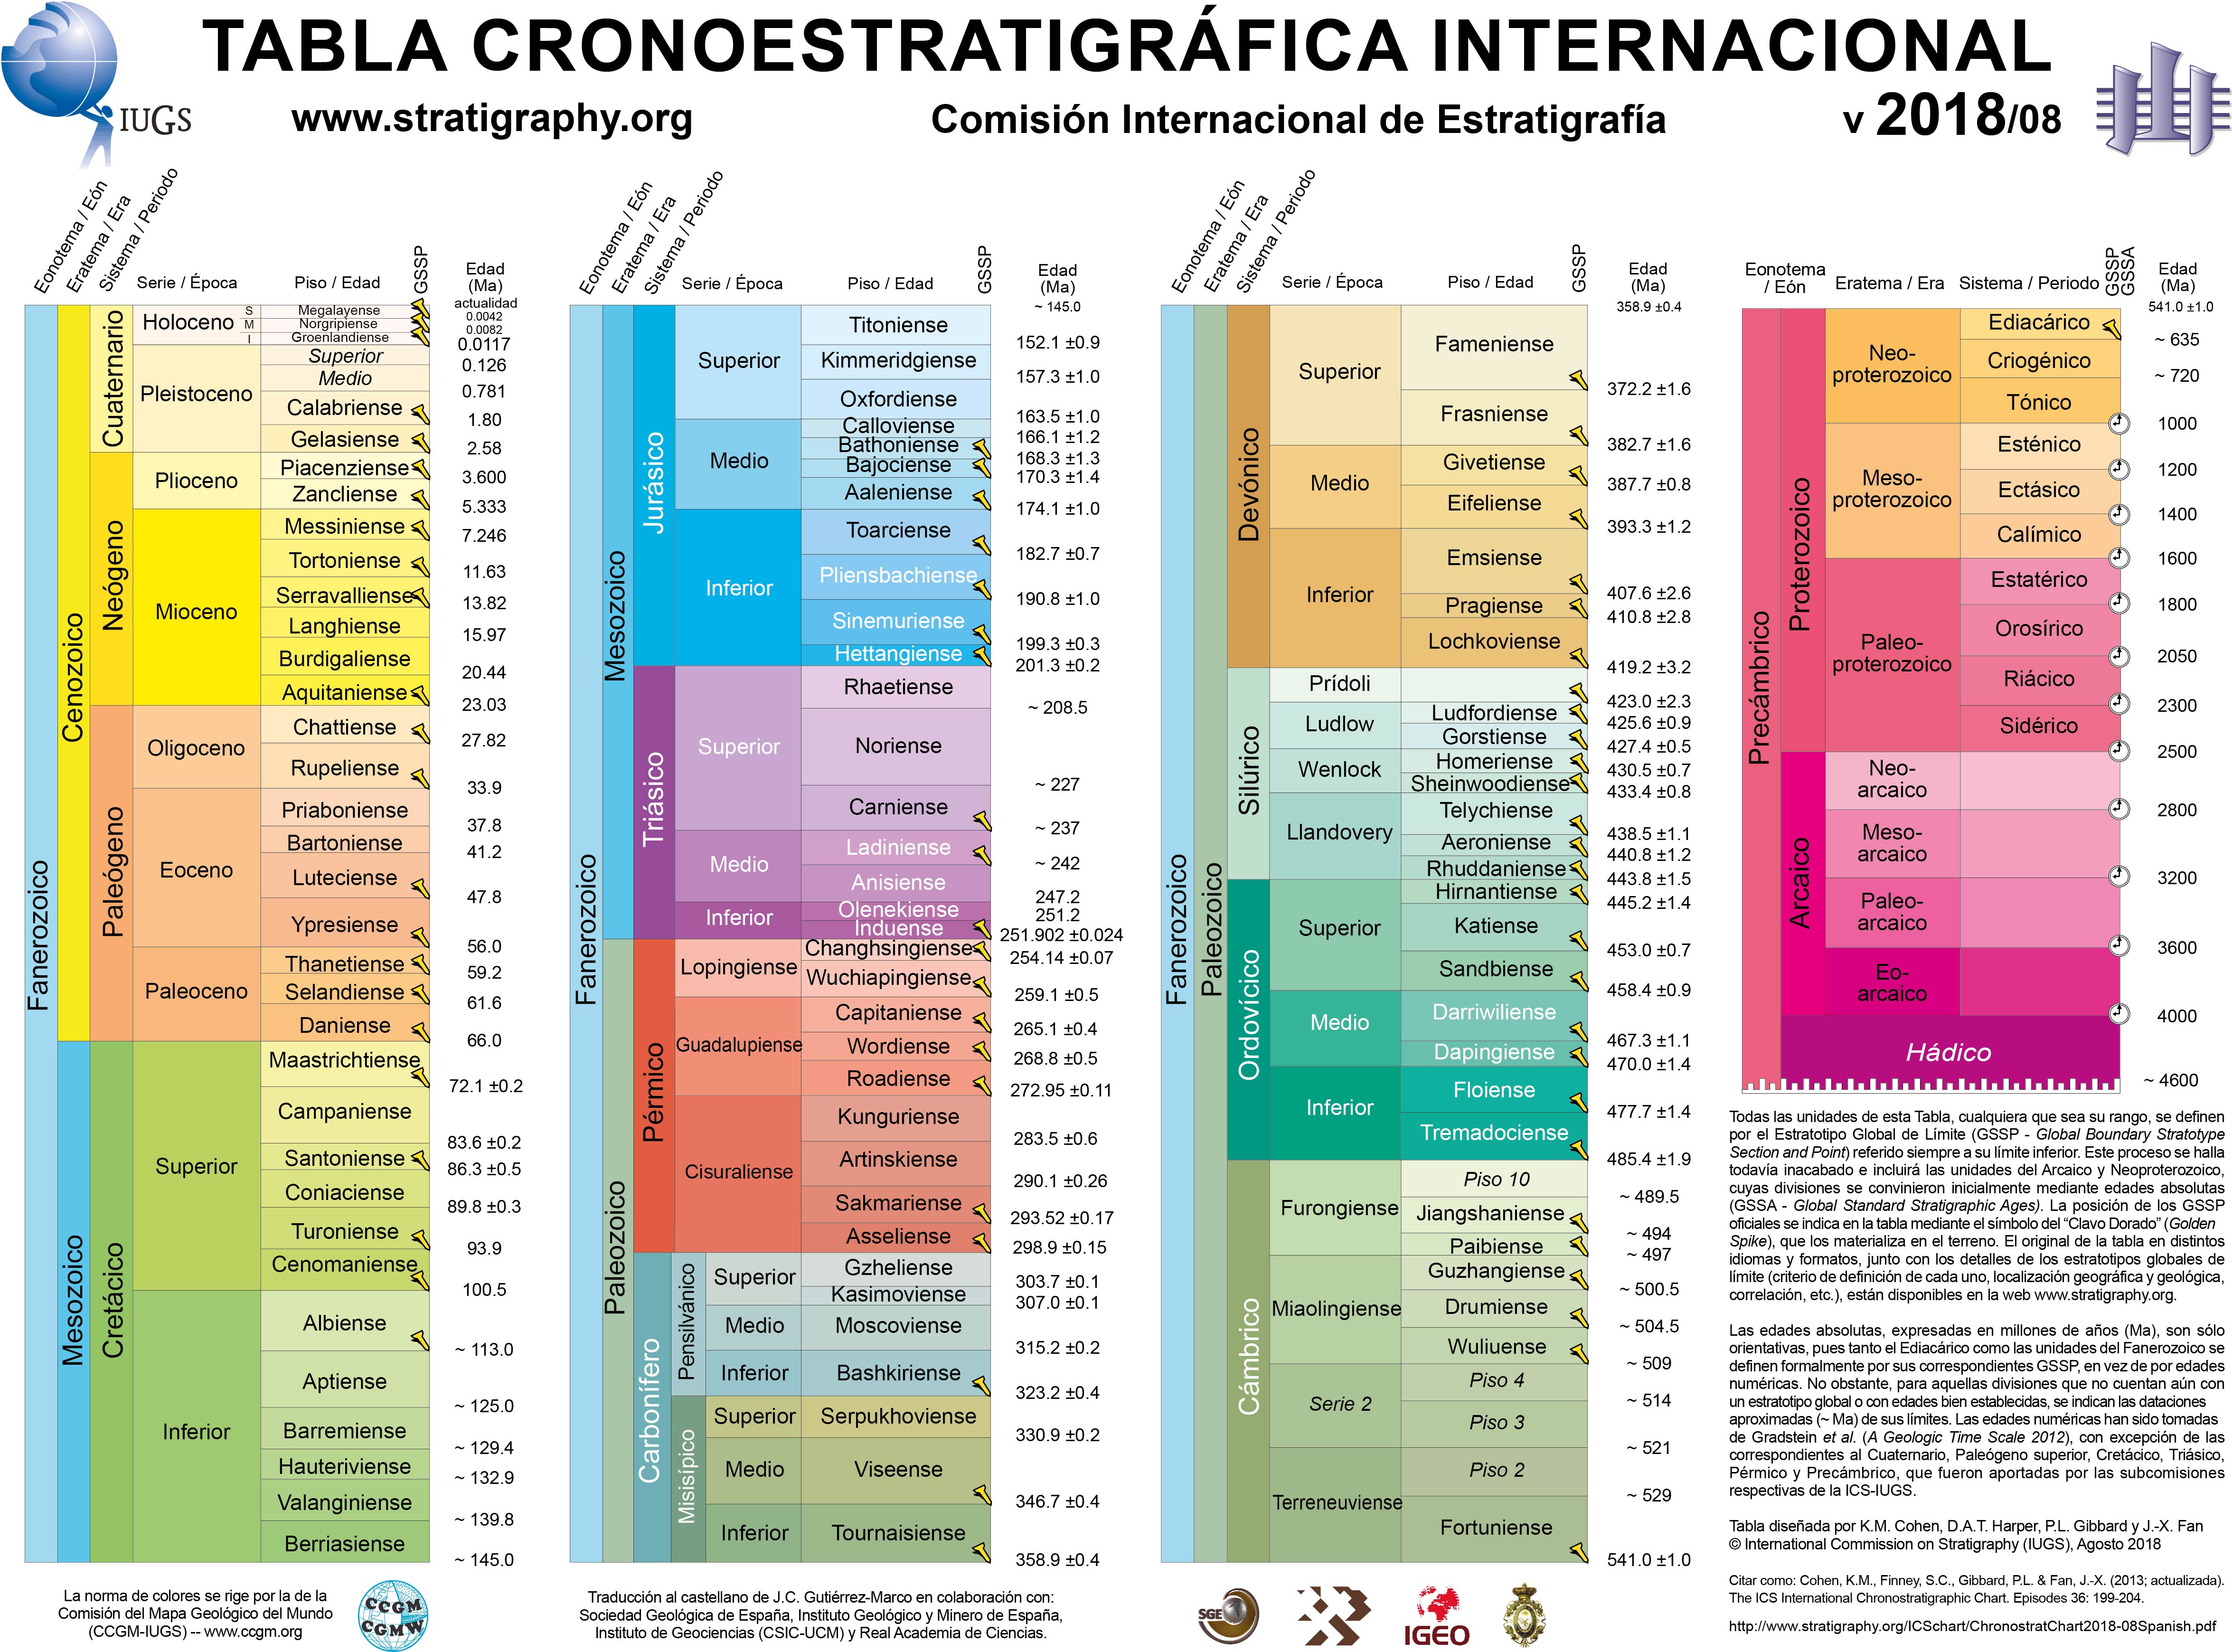 TABLA CRONOESTRATIGRÁFICA INTERNACIONAL
IUGS
www.stratigraphy.org
Comisión Internacional de Estratigrafía
v 2018/08
Eonotema / Eón
Eratema / Era
Sistema / Periodo
Serie / Época
Piso / Edad
GSSP
Edad
(Ma)
Fanerozoico
Cenozoico
Mesozoico
Cuaternario
Neógeno
Paleógeno
Cretácico
Holoceno
S
M
I
Pleistoceno
Plioceno
Mioceno
Oligoceno
Eoceno
Paleoceno
Superior
Inferior
actualidad
Megalayense
0.0042
Norgripiense
0.0082
Groenlandiense
0.0117
Superior
0.126
Medio
0.781
Calabriense
1.80
Gelasiense
2.58
Piacenziense
3.600
Zancliense
5.333
Messiniense
7.246
Tortoniense
11.63
Serravalliense
13.82
Langhiense
15.97
Burdigaliense
20.44
Aquitaniense
23.03
Chattiense
27.82
Rupeliense
33.9
Priaboniense
37.8
Bartoniense
41.2
Luteciense
47.8
Ypresiense
56.0
Thanetiense
59.2
Selandiense
61.6
Daniense
66.0
Maastrichtiense
72.1 ±0.2
Campaniense
83.6 ±0.2
Santoniense
86.3 ±0.5
Coniaciense
89.8 ±0.3
Turoniense
93.9
Cenomaniense
100.5
Albiense
~ 113.0
Aptiense
~ 125.0
Barremiense
~ 129.4
Hauteriviense
~ 132.9
Valanginiense
~ 139.8
Berriasiense
~ 145.0
Eonotema / Eón
Eratema / Era
Sistema / Periodo
Serie / Época
Piso / Edad
GSSP
Edad
(Ma)
Fanerozoico
Mesozoico
Paleozoico
Jurásico
Triásico
Pérmico
Carbonífero
Pensilvánico
Misisípico
Superior
Medio
Inferior
Superior
Medio
Inferior
Lopingiense
Guadalupiense
Cisuraliense
Superior
Medio
Inferior
Superior
Medio
Inferior
~ 145.0
Titoniense
152.1 ±0.9
Kimmeridgiense
157.3 ±1.0
Oxfordiense
163.5 ±1.0
Calloviense
166.1 ±1.2
Bathoniense
168.3 ±1.3
Bajociense
170.3 ±1.4
Aaleniense
174.1 ±1.0
Toarciense
182.7 ±0.7
Pliensbachiense
190.8 ±1.0
Sinemuriense
199.3 ±0.3
Hettangiense
201.3 ±0.2
Rhaetiense
~ 208.5
Noriense
~ 227
Carniense
~ 237
Ladiniense
~ 242
Anisiense
247.2
Olenekiense
251.2
Induense
251.902 ±0.024
Changhsingiense
254.14 ±0.07
Wuchiapingiense
259.1 ±0.5
Capitaniense
265.1 ±0.4
Wordiense
268.8 ±0.5
Roadiense
272.95 ±0.11
Kunguriense
283.5 ±0.6
Artinskiense
290.1 ±0.26
Sakmariense
293.52 ±0.17
Asseliense
298.9 ±0.15
Gzheliense
303.7 ±0.1
Kasimoviense
307.0 ±0.1
Moscoviense
315.2 ±0.2
Bashkiriense
323.2 ±0.4
Serpukhoviense
330.9 ±0.2
Viseense
346.7 ±0.4
Tournaisiense
358.9 ±0.4
Eonotema / Eón
Eratema / Era
Sistema / Periodo
Serie / Época
Piso / Edad
GSSP
Edad
(Ma)
Fanerozoico
Paleozoico
Devónico
Silúrico
Ordovícico
Cámbrico
Superior
Medio
Inferior
Prídoli
Ludlow
Wenlock
Llandovery
Superior
Medio
Inferior
Furongiense
Miaolingiense
Serie 2
Terreneuviense
358.9 ±0.4
Fameniense
372.2 ±1.6
Frasniense
382.7 ±1.6
Givetiense
387.7 ±0.8
Eifeliense
393.3 ±1.2
Emsiense
407.6 ±2.6
Pragiense
410.8 ±2.8
Lochkoviense
419.2 ±3.2
423.0 ±2.3
Ludfordiense
425.6 ±0.9
Gorstiense
427.4 ±0.5
Homeriense
430.5 ±0.7
Sheinwoodiense
433.4 ±0.8
Telychiense
438.5 ±1.1
Aeroniense
440.8 ±1.2
Rhuddaniense
443.8 ±1.5
Hirnantiense
445.2 ±1.4
Katiense
453.0 ±0.7
Sandbiense
458.4 ±0.9
Darriwiliense
467.3 ±1.1
Dapingiense
470.0 ±1.4
Floiense
477.7 ±1.4
Tremadociense
485.4 ±1.9
Piso 10
~ 489.5
Jiangshaniense
~ 494
Paibiense
~ 497
Guzhangiense
~ 500.5
Drumiense
~ 504.5
Wuliuense
~ 509
Piso 4
~ 514
Piso 3
~ 521
Piso 2
~ 529
Fortuniense
541.0 ±1.0
Eonotema
/ Eón
Eratema / Era
Sistema / Periodo
GSSP
GSSA
Edad
(Ma)
Precámbrico
Proterozoico
Arcaico
Neo-
proterozoico
Meso-
proterozoico
Paleo-
proterozoico
Neo-
arcaico
Meso-
arcaico
Paleo-
arcaico
Eo-
arcaico
Hádico
541.0 ±1.0
Ediacárico
~ 635
Criogénico
~ 720
Tónico
1000
Esténico
1200
Ectásico
1400
Calímico
1600
Estatérico
1800
Orosírico
2050
Riácico
2300
Sidérico
2500
2800
3200
3600
4000
~ 4600
Todas las unidades de esta Tabla, cualquiera que sea su rango, se definen
por el Estratotipo Global de Límite (GSSP - Global Boundary Stratotype
Section and Point) referido siempre a su límite inferior. Este proceso se halla
todavía inacabado e incluirá las unidades del Arcaico y Neoproterozoico,
cuyas divisiones se convinieron inicialmente mediante edades absolutas
(GSSA - Global Standard Stratigraphic Ages). La posición de los GSSP
oficiales se indica en la tabla mediante el símbolo del “Clavo Dorado” (Golden
Spike), que los materializa en el terreno. El original de la tabla en distintos
idiomas y formatos, junto con los detalles de los estratotipos globales de
límite (criterio de definición de cada uno, localización geográfica y geológica,
correlación, etc.), están disponibles en la web www.stratigraphy.org.
Las edades absolutas, expresadas en millones de años (Ma), son sólo
orientativas, pues tanto el Ediacárico como las unidades del Fanerozoico se
definen formalmente por sus correspondientes GSSP, en vez de por edades
numéricas. No obstante, para aquellas divisiones que no cuentan aún con
un estratotipo global o con edades bien establecidas, se indican las dataciones
aproximadas (~ Ma) de sus límites. Las edades numéricas han sido tomadas
de Gradstein et al. (A Geologic Time Scale 2012), con excepción de las
correspondientes al Cuaternario, Paleógeno superior, Cretácico, Triásico,
Pérmico y Precámbrico, que fueron aportadas por las subcomisiones
respectivas de la ICS-IUGS.
Tabla diseñada por K.M. Cohen, D.A.T. Harper, P.L. Gibbard y J.-X. Fan
© International Commission on Stratigraphy (IUGS), Agosto 2018
Citar como: Cohen, K.M., Finney, S.C., Gibbard, P.L. & Fan, J.-X. (2013; actualizada).
The ICS International Chronostratigraphic Chart. Episodes 36: 199-204.
http://www.stratigraphy.org/ICSchart/ChronostratChart2018-08Spanish.pdf
La norma de colores se rige por la de la
Comisión del Mapa Geológico del Mundo
(CCGM-IUGS) -- www.ccgm.org
CCGM
CGMW
Traducción al castellano de J.C. Gutiérrez-Marco en colaboración con:
Sociedad Geológica de España, Instituto Geológico y Minero de España,
Instituto de Geociencias (CSIC-UCM) y Real Academia de Ciencias.
SGE
IGEO